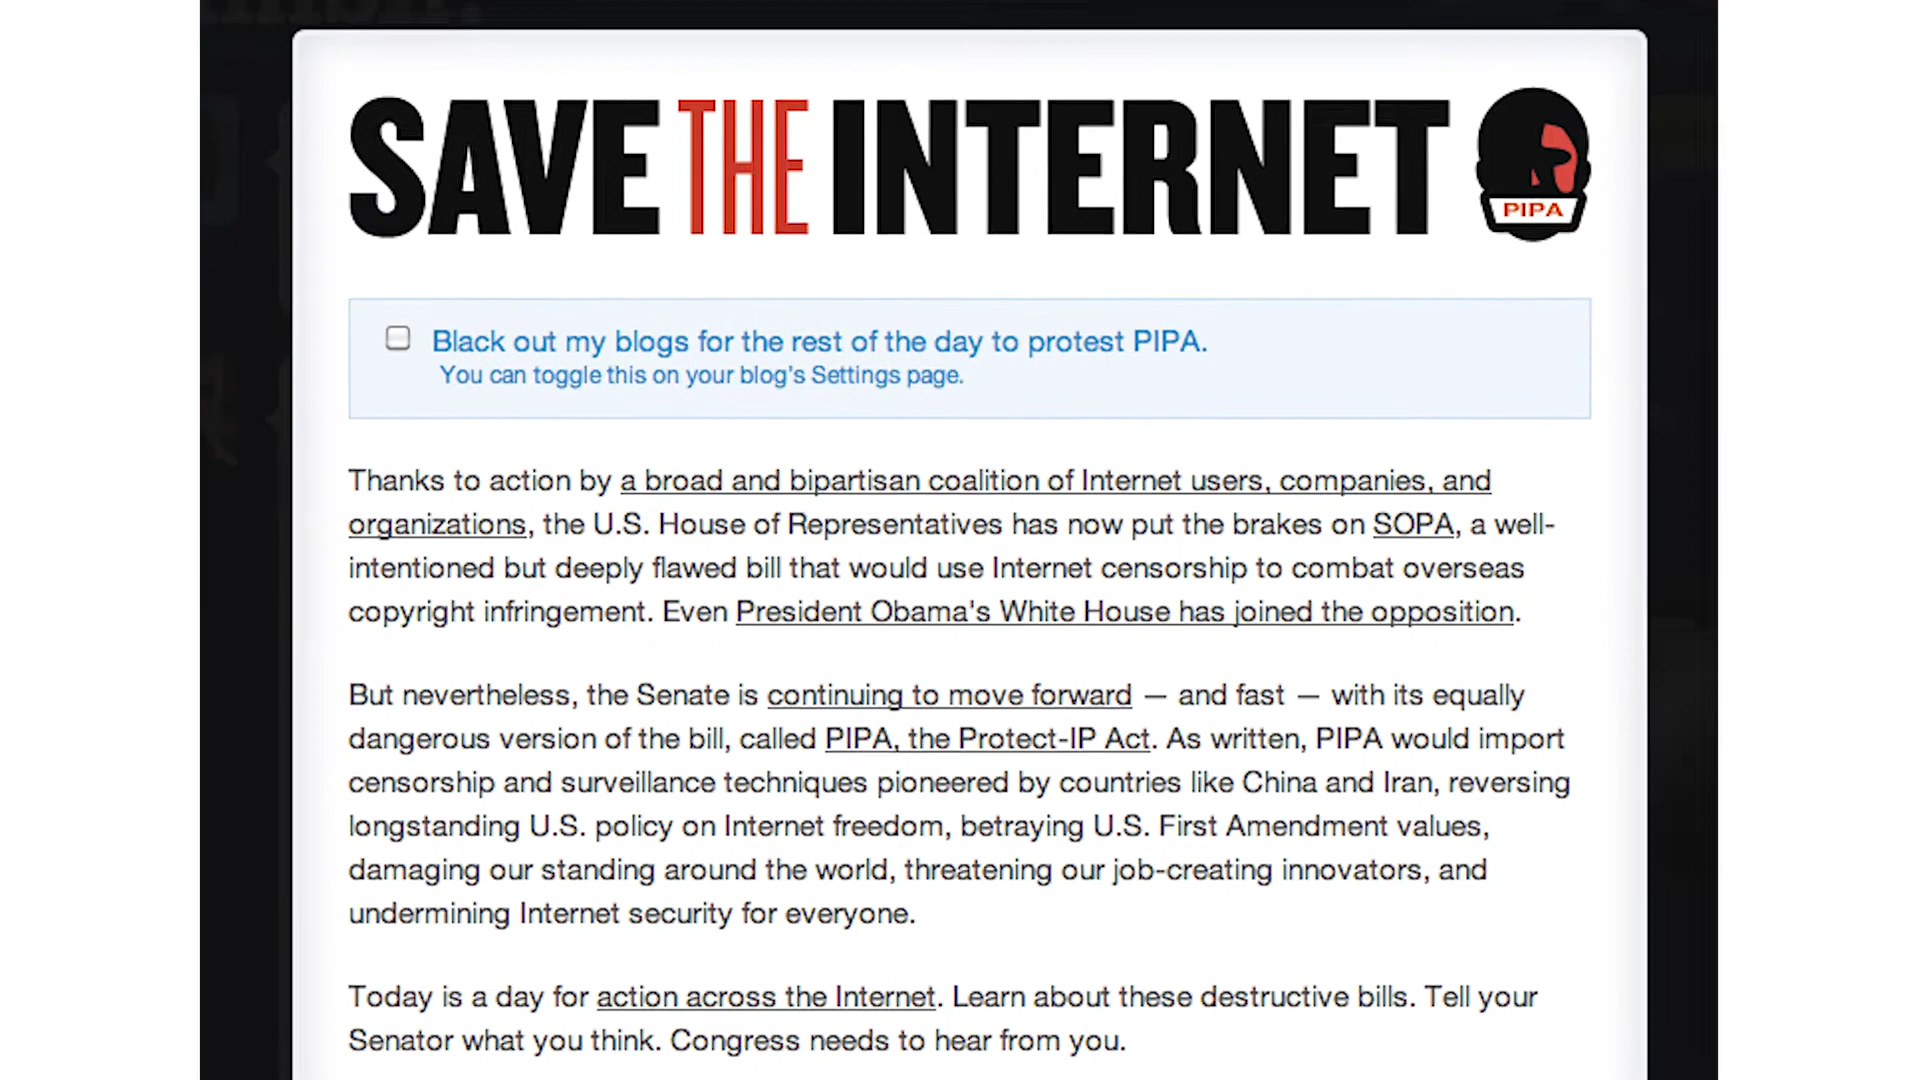 SAVE THE INTERNET
PIPA
Black out my blogs for the rest of the day to protest PIPA.
You can toggle this on your blog's Settings page.
Thanks to action by a broad and bipartisan coalition of Internet users, companies, and
organizations, the U.S. House of Representatives has now put the brakes on SOPA, a well-
intentioned but deeply flawed bill that would use Internet censorship to combat overseas
copyright infringement. Even President Obama's White House has joined the opposition.
But nevertheless, the Senate is continuing to move forward — and fast — with its equally
dangerous version of the bill, called PIPA, the Protect-IP Act. As written, PIPA would import
censorship and surveillance techniques pioneered by countries like China and Iran, reversing
longstanding U.S. policy on Internet freedom, betraying U.S. First Amendment values,
damaging our standing around the world, threatening our job-creating innovators, and
undermining Internet security for everyone.
Today is a day for action across the Internet. Learn about these destructive bills. Tell your
Senator what you think. Congress needs to hear from you.